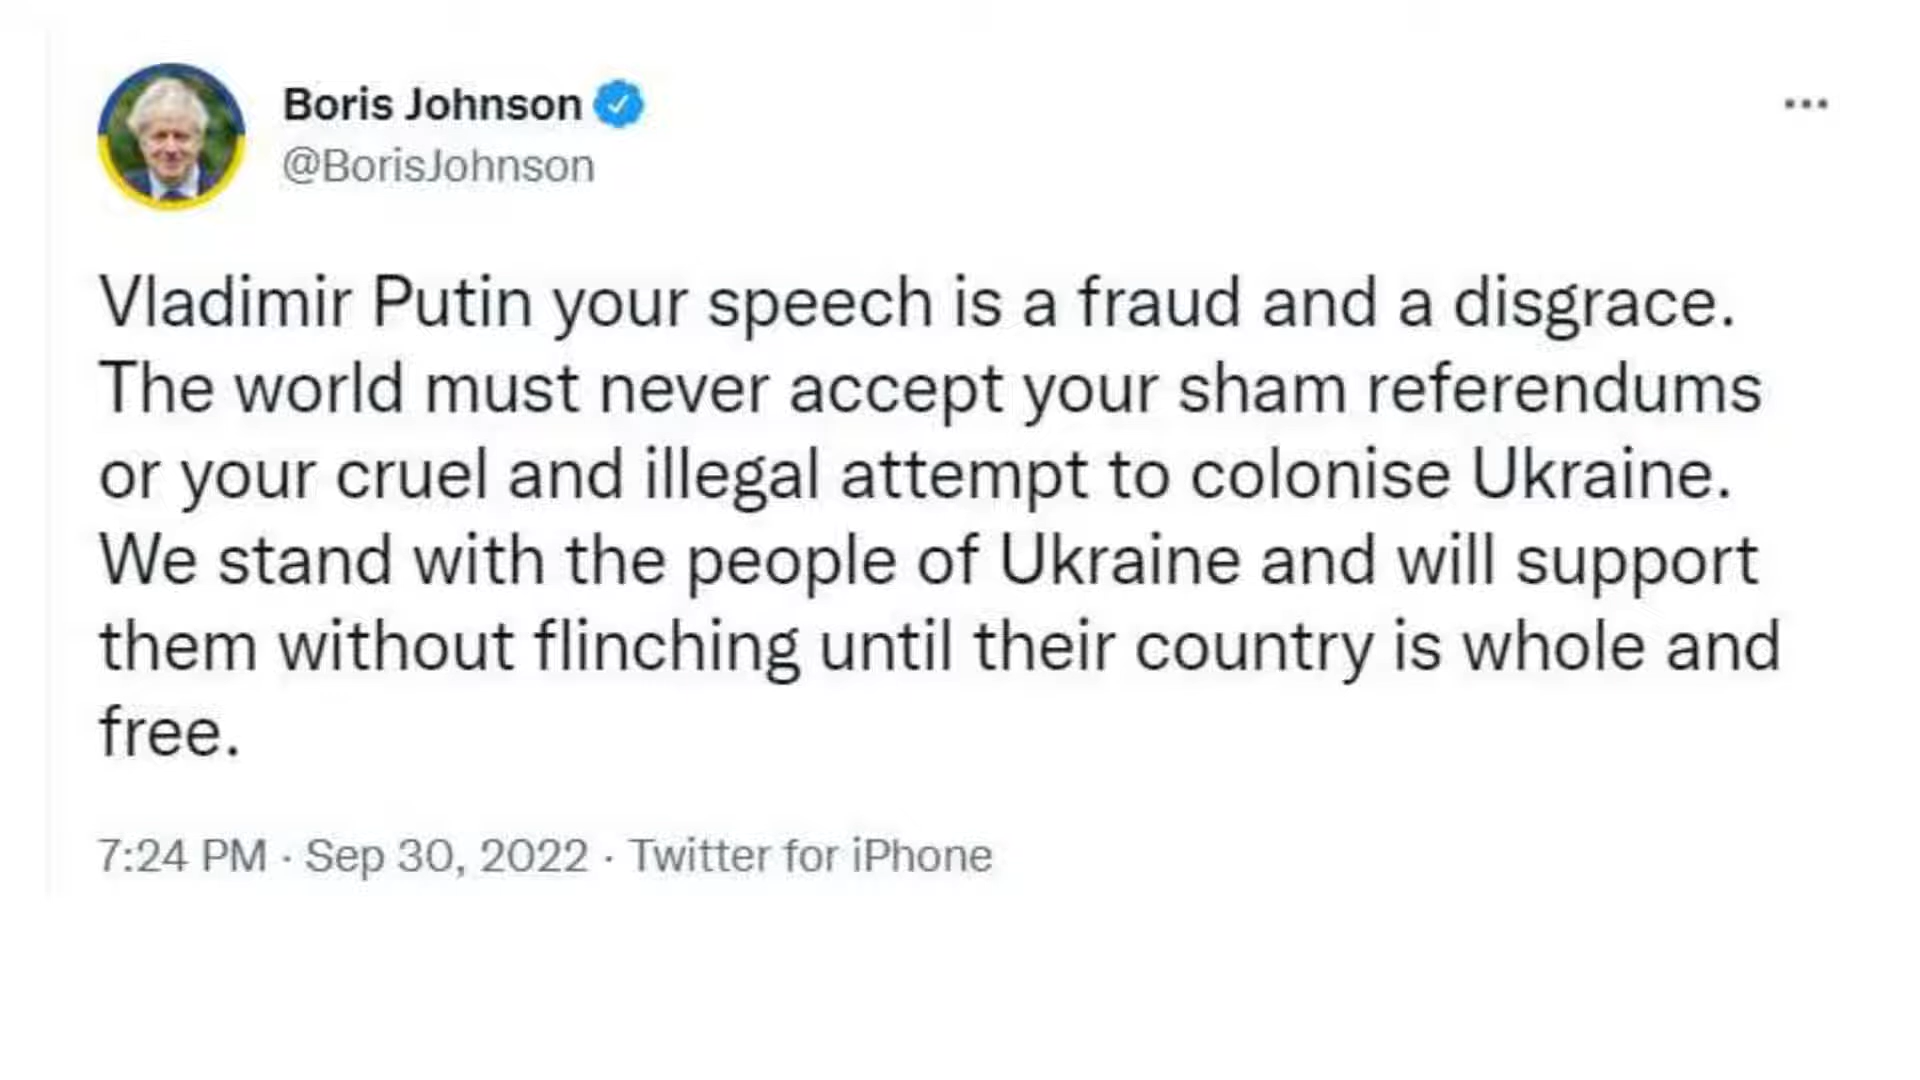 Boris Johnson
@BorisJohnson
Vladimir Putin your speech is a fraud and a disgrace.
The world must never accept your sham referendums
or your cruel and illegal attempt to colonise Ukraine.
We stand with the people of Ukraine and will support
them without flinching until their country is whole and
free.
7:24 PM · Sep 30, 2022 · Twitter for iPhone